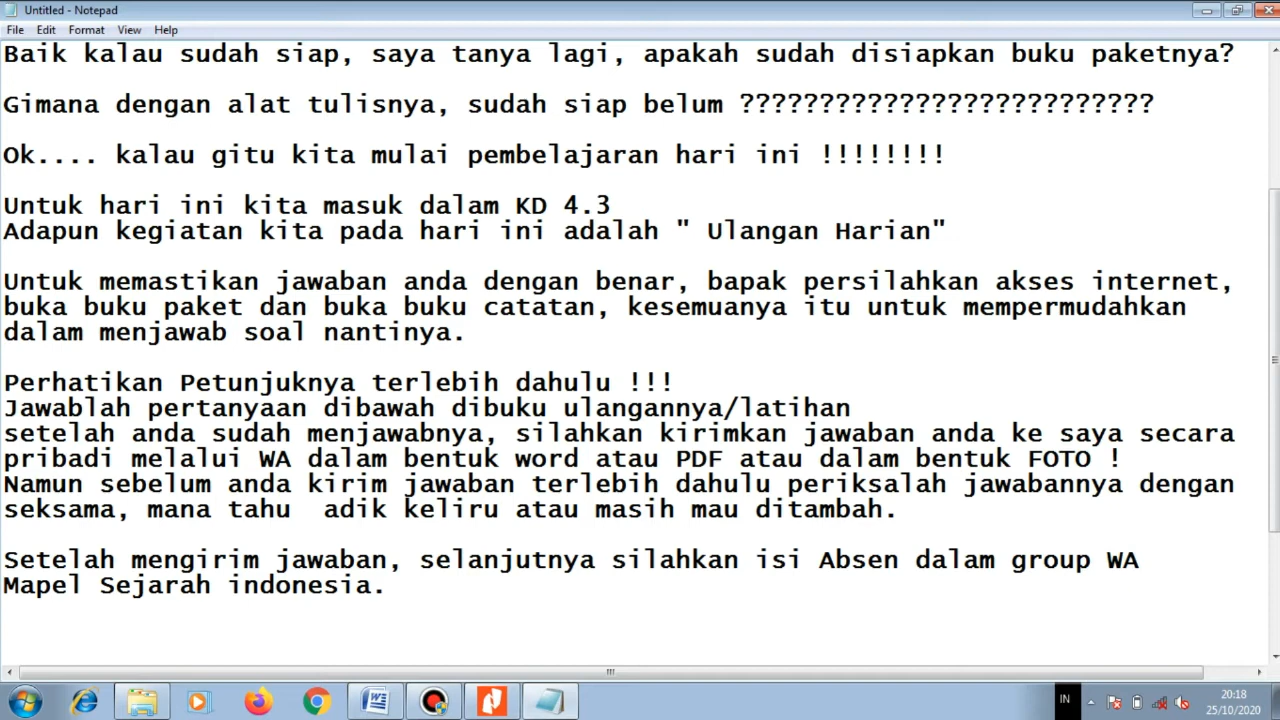 Untitled - Notepad
File Edit Format View Help
Baik kalau sudah siap, saya tanya lagi, apakah sudah disiapkan buku paketnya?
Gimana dengan alat tulisnya, sudah siap belum ??????????????????????????
Ok.... kalau gitu kita mulai pembelajaran hari ini !!!!!!!!
Untuk hari ini kita masuk dalam KD 4.3
Adapun kegiatan kita pada hari ini adalah " Ulangan Harian"
Untuk memastikan jawaban anda dengan benar, bapak persilahkan akses internet,
buka buku paket dan buka buku catatan, kesemuanya itu untuk mempermudahkan
dalam menjawab soal nantinya.
Perhatikan Petunjuknya terlebih dahulu !!!
Jawablah pertanyaan dibawah dibuku ulangannya/latihan
setelah anda sudah menjawabnya, silahkan kirimkan jawaban anda ke saya secara
pribadi melalui WA dalam bentuk word atau PDF atau dalam bentuk FOTO !
Namun sebelum anda kirim jawaban terlebih dahulu periksalah jawabannya dengan
seksama, mana tahu  adik keliru atau masih mau ditambah.
Setelah mengirim jawaban, selanjutnya silahkan isi Absen dalam group WA
Mapel Sejarah indonesia.
IN
20:18
25/10/2020